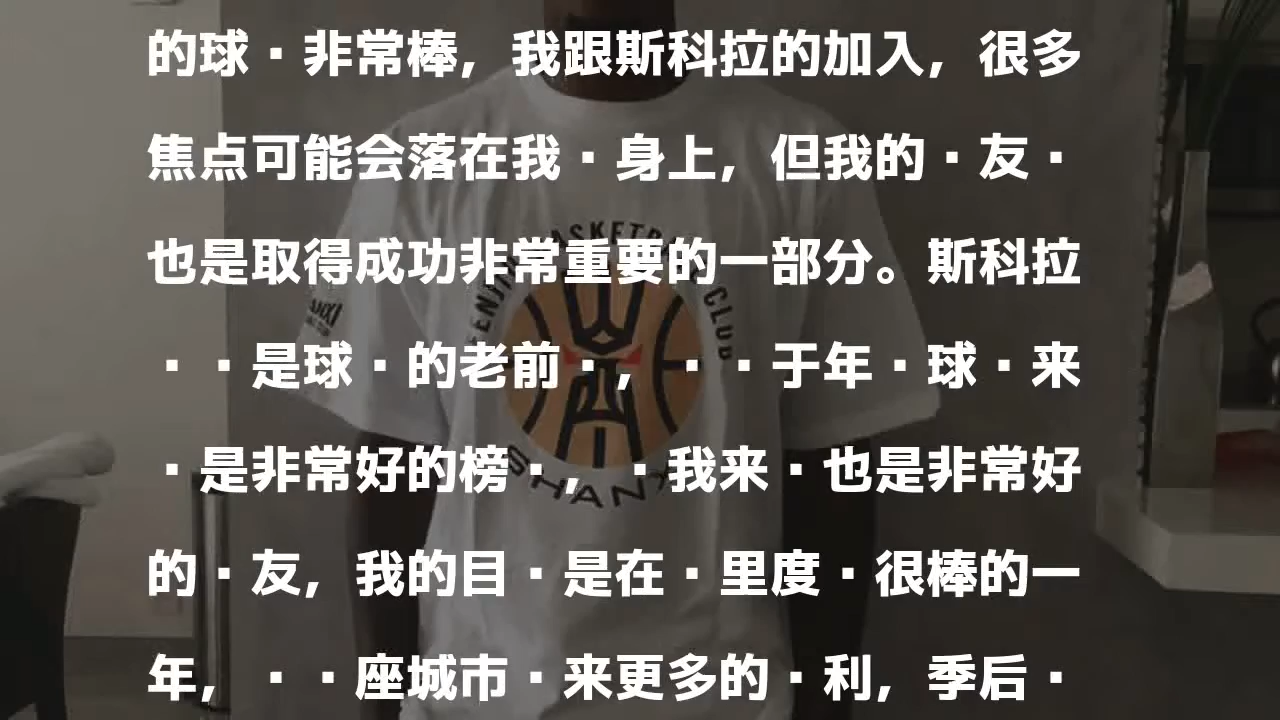 的球·非常棒，我跟斯科拉的加入，很多
焦点可能会落在我·身上，但我的·友·
也是取得成功非常重要的一部分。斯科拉
··是球·的老前·，··于年·球·来
·是非常好的榜·，·我来·也是非常好
的·友，我的目·是在·里度·很棒的一
年，··座城市·来更多的·利，季后·
CLUB